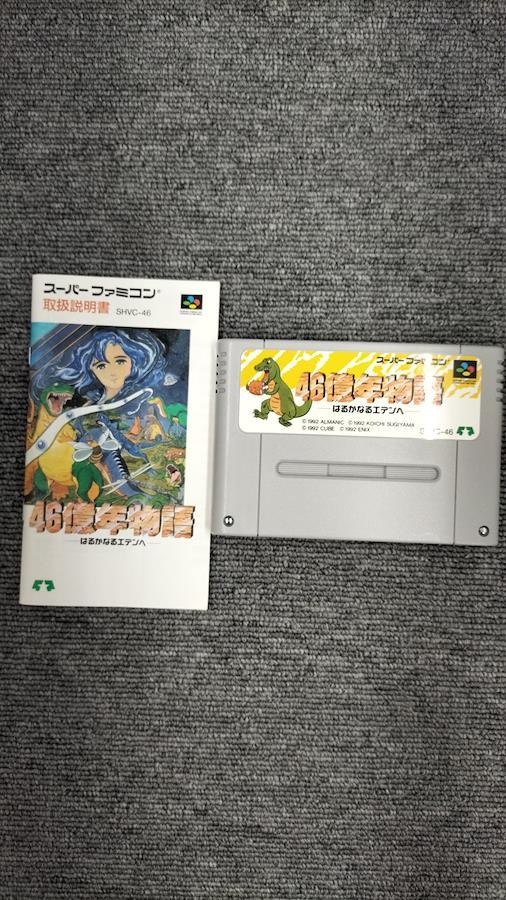 スーパーファミコン®
取扱説明書 SHVC-46
46億年物語
はるかなるエデンへ
スーパーファミコン
46億年物語
はるかなるエデンへ
©1992 ALMANIC ©1992 KOICHI SUGIYAMA
©1992 CUBE ©1992 ENIX
-46